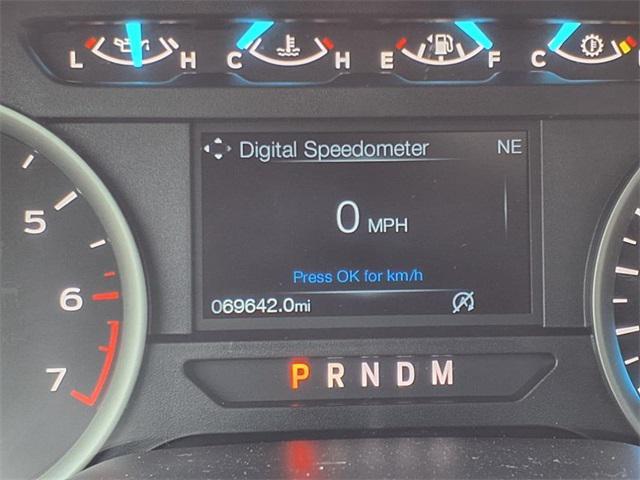 L H C H E F C
Digital Speedometer NE
5
0 MPH
6
Press OK for km/h
069642.0mi
7
P R N D M